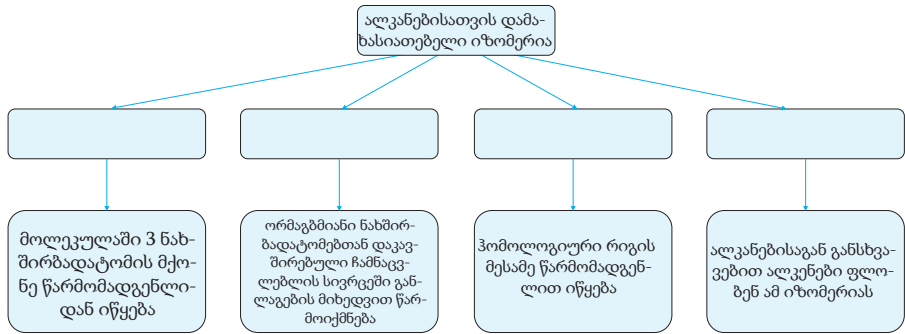 ალკანებისათვის დამა-
ხასიათებელი იზომერია
მოლეკულაში 3 ნახ-
შირბადატომის მქო-
ნე წარმომადგენლი-
დან იწყება
ორმაგბმიანი ნახშირ-
ბადატომებთან დაკავ-
შირებული ჩამნაცვ-
ლებლის სივრცეში გან-
ლაგების მიხედვით წარ-
მოიქმნება
ჰომოლოგიური რიგის
მესამე წარმომადგენ-
ლით იწყება
ალკანებისაგან განსხვა-
ვებით ალკენები ფლო-
ბენ ამ იზომერიას